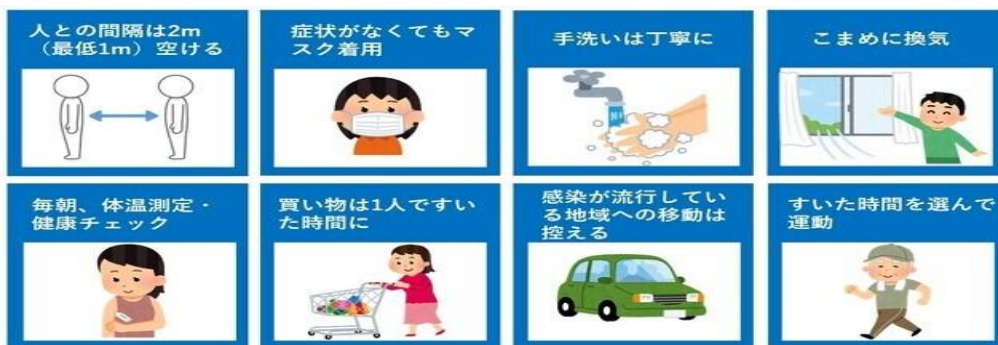 人との間隔は2m
(最低1m)空ける
症状がなくてもマ
スク着用
手洗いは丁寧に
こまめに換気
毎朝、体温測定・
健康チェック
買い物は1人ですい
た時間に
感染が流行してい
る地域への移動は
控える
すいた時間を選んで
運動